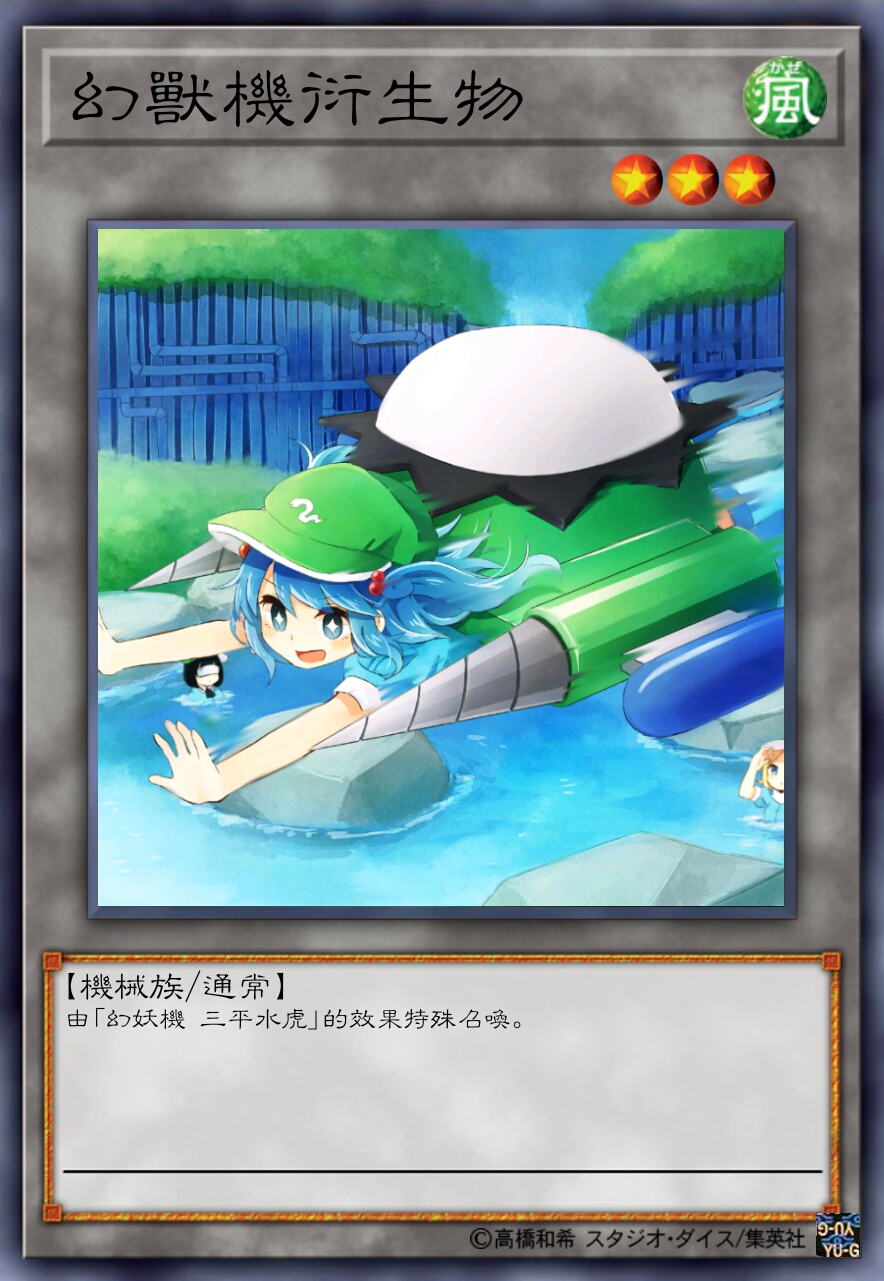 幻獸機衍生物
かぜ
風
【機械族/通常】
由「幻妖機 三平水虎」的效果特殊召喚。
©高橋和希 スタジオ・ダイス/集英社
YU-G